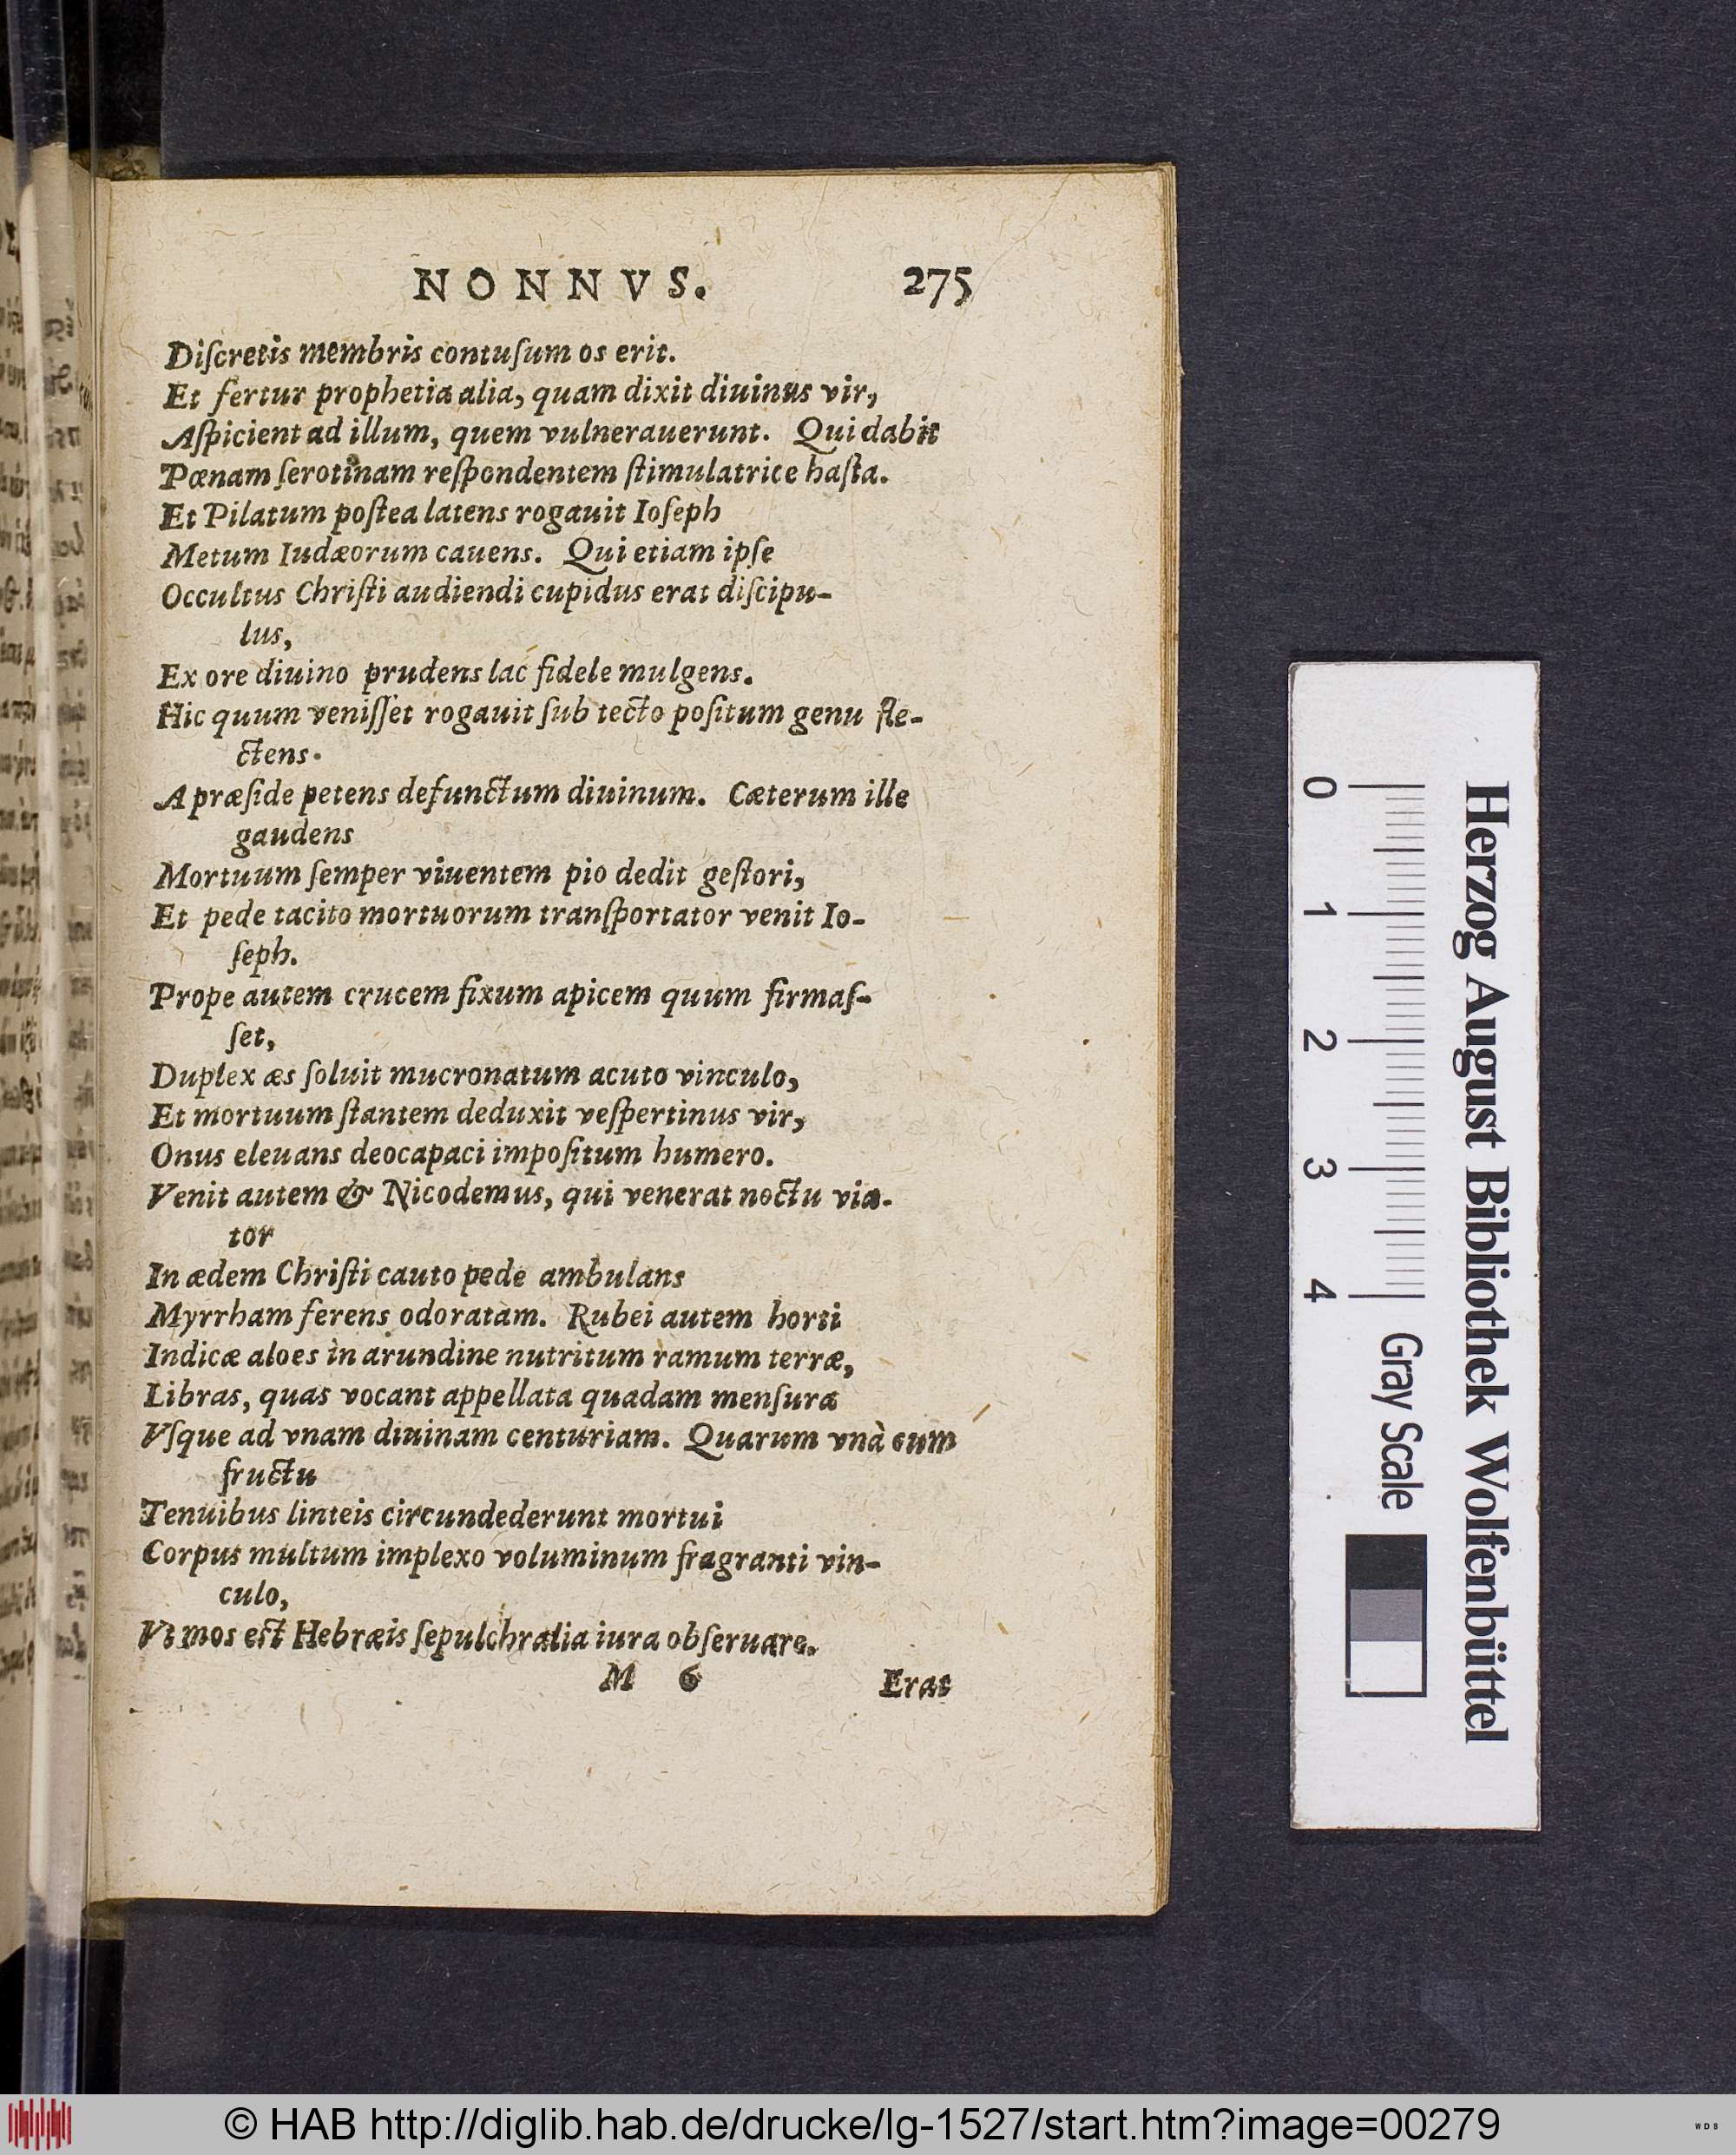 NONNVS. 275
Diſcretis membris contuſum os erit.
Et fertur prophetia alia, quam dixit diuinus vir,
Aſpicient ad illum, quem vulnerauerunt. Qui dabit
Pœnam ſerotinam reſpondentem ſtimulatrice haſta.
Et Pilatum poſtea latens rogauit Ioſeph
Metum Iudæorum cauens. Qui etiam ipſe
Occultus Chriſti audiendi cupidus erat diſcipu-
lus,
Ex ore diuino prudens lac fidele mulgens.
Hic quum veniſſet rogauit ſub tecto poſitum genu fle-
ctens.
A præſide petens defunctum diuinum. Cæterum ille
gaudens
Mortuum ſemper viuentem pio dedit geſtori,
Et pede tacito mortuorum tranſportator venit Io-
ſeph.
Prope autem crucem fixum apicem quum firmaſ-
ſet,
Duplex æs ſoluit mucronatum acuto vinculo,
Et mortuum ſtantem deduxit veſpertinus vir,
Onus eleuans deocapaci impoſitum humero.
Venit autem & Nicodemus, qui venerat noctu via-
tor
In ædem Chriſti cauto pede ambulans
Myrrham ferens odoratam. Rubei autem horti
Indicæ aloes in arundine nutritum ramum terræ,
Libras, quas vocant appellata quadam menſura
Vſque ad vnam diuinam centuriam. Quarum vnà cum
fructu
Tenuibus linteis circundederunt mortui
Corpus multum implexo voluminum fragranti vin-
culo,
Vt mos eſt Hebræis ſepulchralia iura obſeruare.
M 6 Erat
Herzog August Bibliothek Wolfenbüttel
0 1 2 3 4 Gray Scale
© HAB http://diglib.hab.de/drucke/lg-1527/start.htm?image=00279
WDB